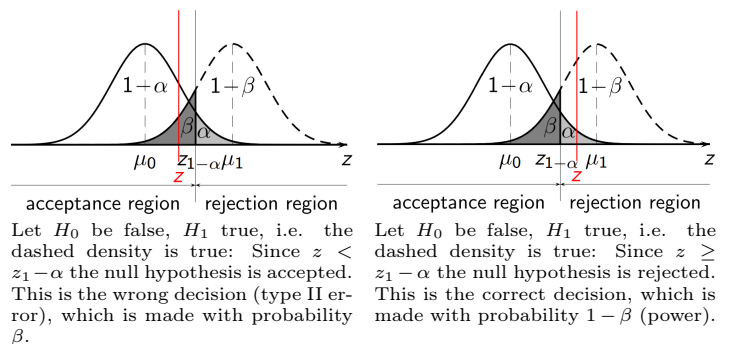 1−α 1−β
β α
μ₀ z₁₋α μ₁ z
z
acceptance region rejection region
Let H₀ be false, H₁ true, i.e. the
dashed density is true: Since z <
z₁−α the null hypothesis is accepted.
This is the wrong decision (type II er-
ror), which is made with probability
β.
1−α 1−β
β α
μ₀ z₁₋α μ₁ z
z
acceptance region rejection region
Let H₀ be false, H₁ true, i.e. the
dashed density is true: Since z ≥
z₁−α the null hypothesis is rejected.
This is the correct decision, which is
made with probability 1−β (power).